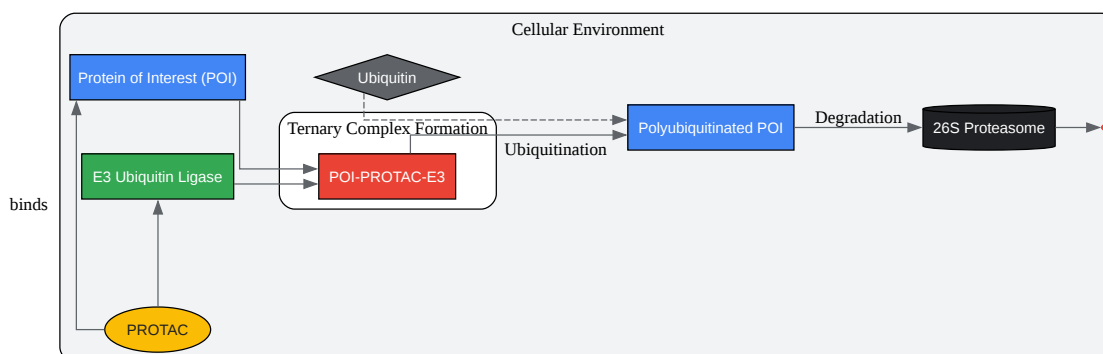 Cellular Environment
Protein of Interest (POI)
Ubiquitin
Ternary Complex Formation
Polyubiquitinated POI
Degradation
26S Proteasome
Ubiquitination
E3 Ubiquitin Ligase
POI-PROTAC-E3
binds
PROTAC